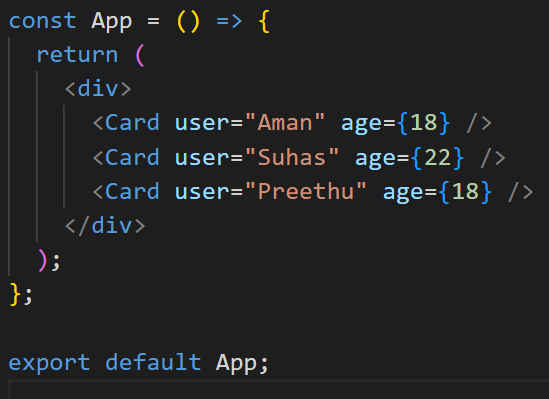 const App = () => {
  return (
    <div>
      <Card user="Aman" age={18} />
      <Card user="Suhas" age={22} />
      <Card user="Preethu" age={18} />
    </div>
  );
};

export default App;